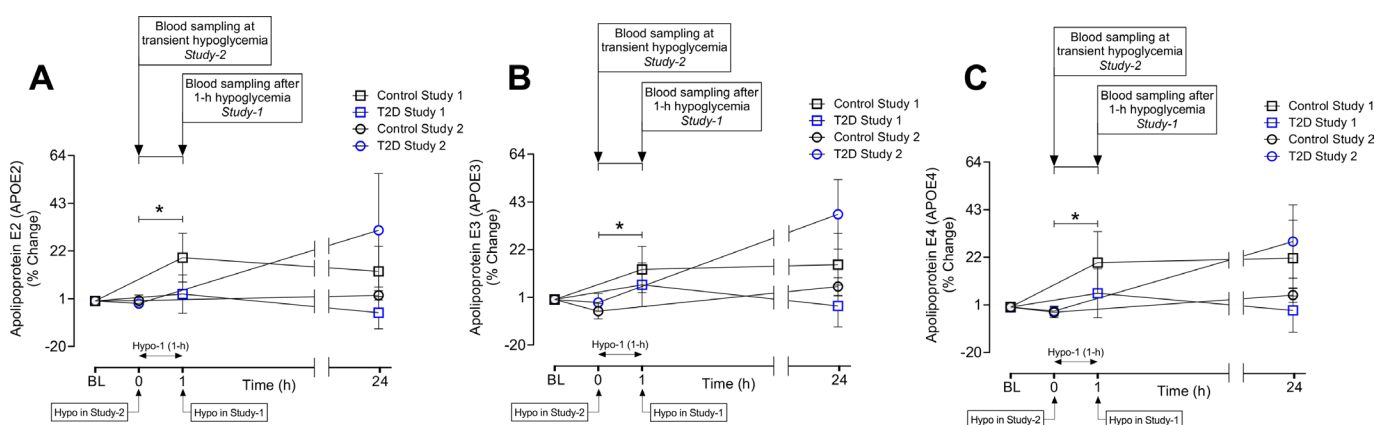 A
Blood sampling at
transient hypoglycemia
Study-2
Blood sampling after
1-h hypoglycemia
Study-1
Control Study 1
T2D Study 1
Control Study 2
T2D Study 2
Apolipoprotein E2 (APOE2)
(% Change)
64
43
22
1
-20
*
Hypo-1 (1-h)
BL
0
1
Time (h)
24
Hypo in Study-2
Hypo in Study-1
B
Blood sampling at
transient hypoglycemia
Study-2
Blood sampling after
1-h hypoglycemia
Study-1
Control Study 1
T2D Study 1
Control Study 2
T2D Study 2
Apolipoprotein E3 (APOE3)
(% Change)
64
43
22
1
-20
*
Hypo-1 (1-h)
BL
0
1
Time (h)
24
Hypo in Study-2
Hypo in Study-1
C
Blood sampling at
transient hypoglycemia
Study-2
Blood sampling after
1-h hypoglycemia
Study-1
Control Study 1
T2D Study 1
Control Study 2
T2D Study 2
Apolipoprotein E4 (APOE4)
(% Change)
64
43
22
1
-20
*
Hypo-1 (1-h)
BL
0
1
Time (h)
24
Hypo in Study-2
Hypo in Study-1